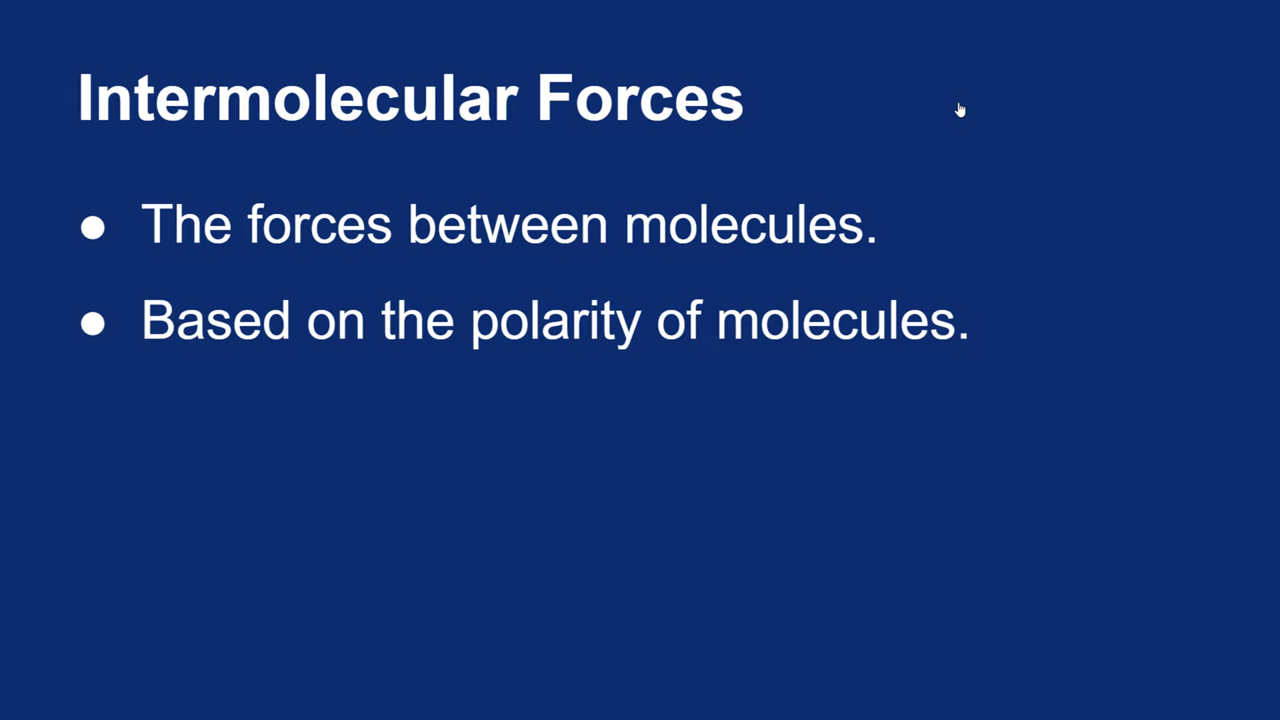 Intermolecular Forces
● The forces between molecules.
● Based on the polarity of molecules.